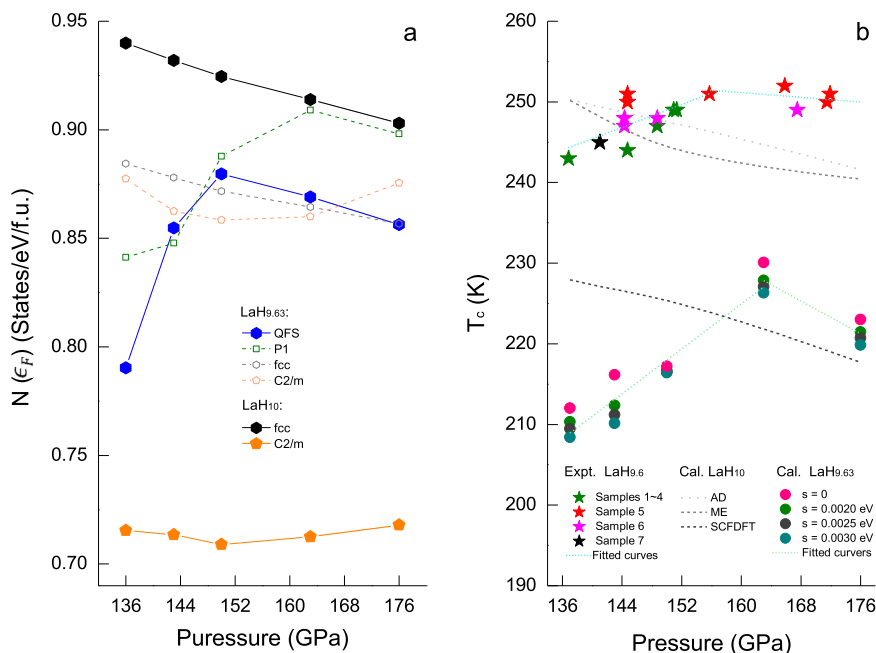 a
0.95
0.90
0.85
0.80
0.75
0.70
N (ϵF) (States/eV/f.u.)
LaH9.63:
QFS
P1
fcc
C2/m
LaH10:
fcc
C2/m
136 144 152 160 168 176
Puressure (GPa)
b
260
250
240
230
220
210
200
190
Tc (K)
Expt. LaH9.6
Samples 1~4
Sample 5
Sample 6
Sample 7
Fitted curves
Cal. LaH10
AD
ME
SCFDFT
Cal. LaH9.63
s = 0
s = 0.0020 eV
s = 0.0025 eV
s = 0.0030 eV
Fitted curvers
136 144 152 160 168 176
Pressure (GPa)